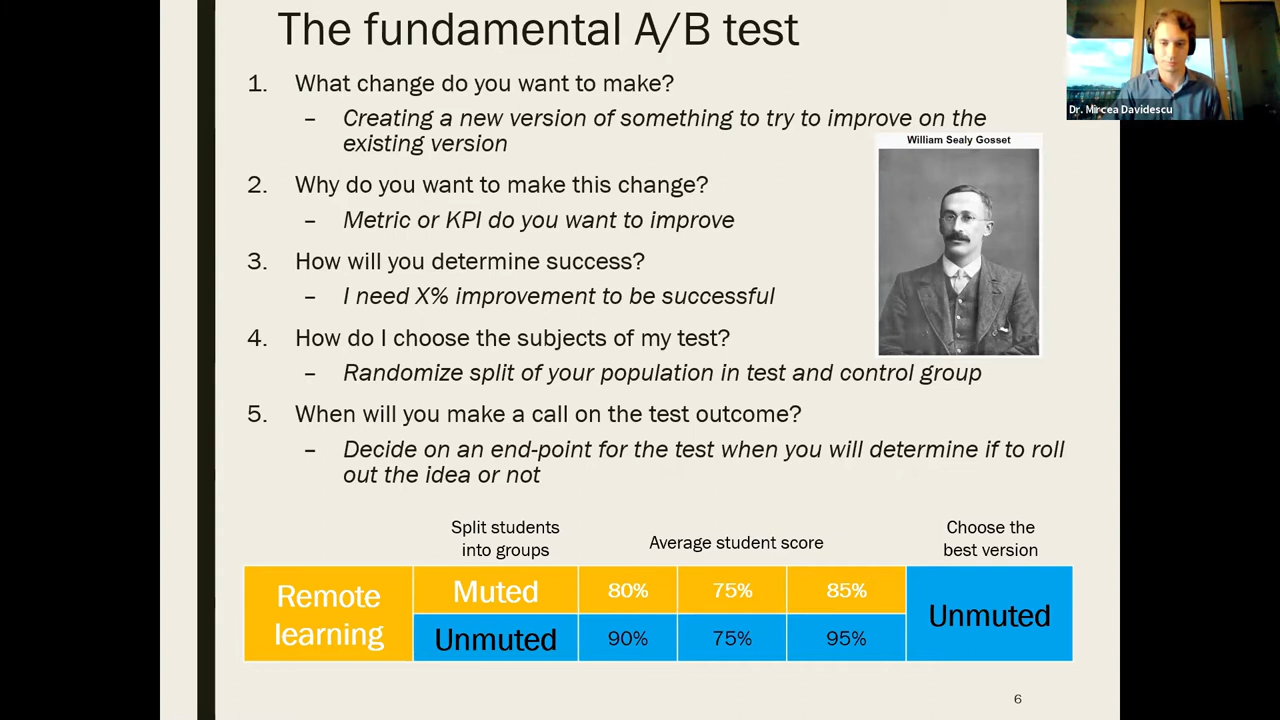 The fundamental A/B test
Dr. Mircea Davidescu
1. What change do you want to make?
– Creating a new version of something to try to improve on the
existing version
William Sealy Gosset
2. Why do you want to make this change?
– Metric or KPI do you want to improve
3. How will you determine success?
– I need X% improvement to be successful
4. How do I choose the subjects of my test?
– Randomize split of your population in test and control group
5. When will you make a call on the test outcome?
– Decide on an end-point for the test when you will determine if to roll
out the idea or not
Split students
into groups
Average student score
Choose the
best version
Remote
learning
Muted 80% 75% 85%
Unmuted 90% 75% 95%
Unmuted
6